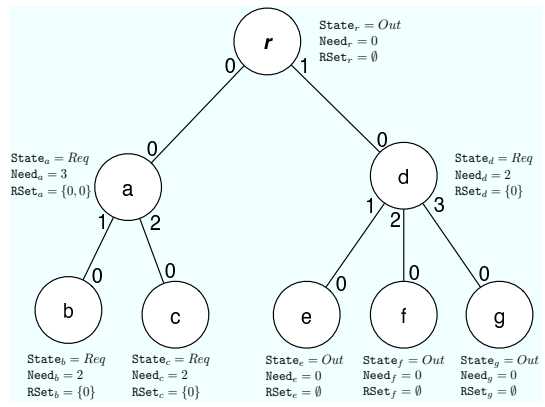 r
State_r = Out
Need_r = 0
RSet_r = ∅
0
1
0
0
State_a = Req
Need_a = 3
RSet_a = {0,0}
a
d
State_d = Req
Need_d = 2
RSet_d = {0}
1
2
1
2
3
0
0
0
0
0
b
c
e
f
g
State_b = Req
Need_b = 2
RSet_b = {0}
State_c = Req
Need_c = 2
RSet_c = {0}
State_e = Out
Need_e = 0
RSet_e = ∅
State_f = Out
Need_f = 0
RSet_f = ∅
State_g = Out
Need_g = 0
RSet_g = ∅